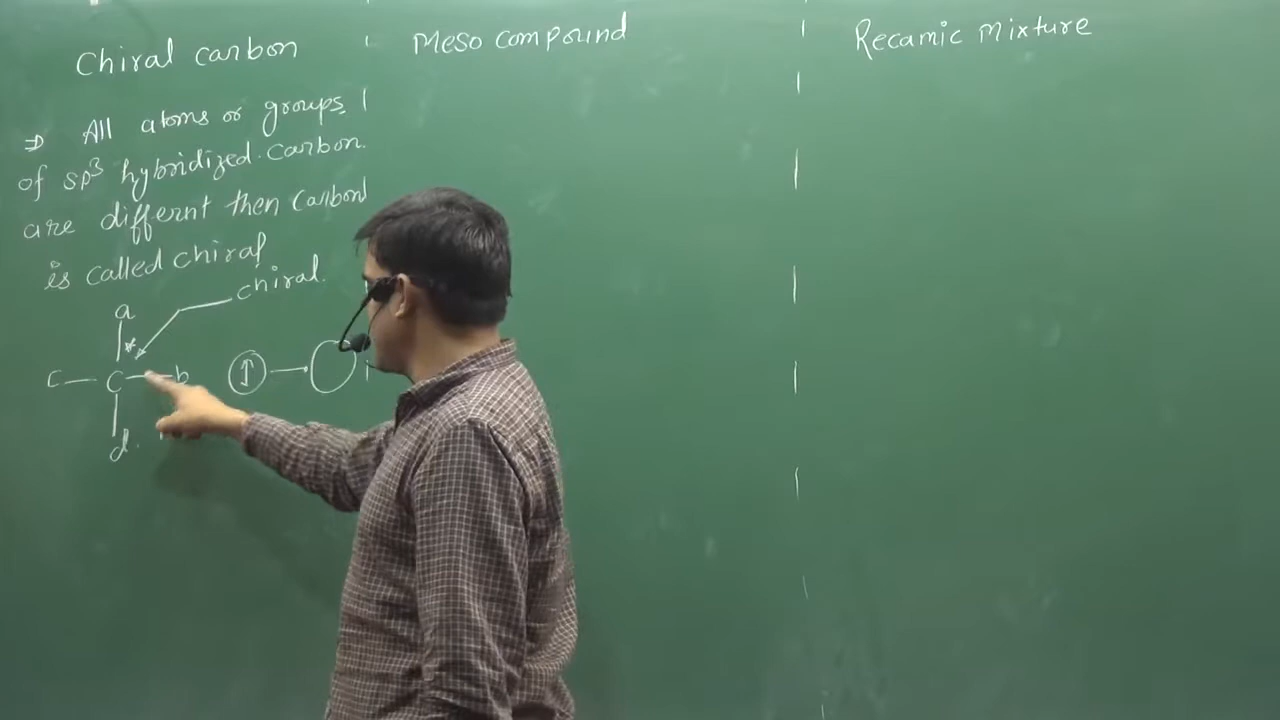 Chiral carbon
⇒ All atoms or groups
of sp³ hybridized carbon
are differnt then Carbon
is called chiral
chiral.
a
*
C C b
d
Meso compound
Recamic Mixture